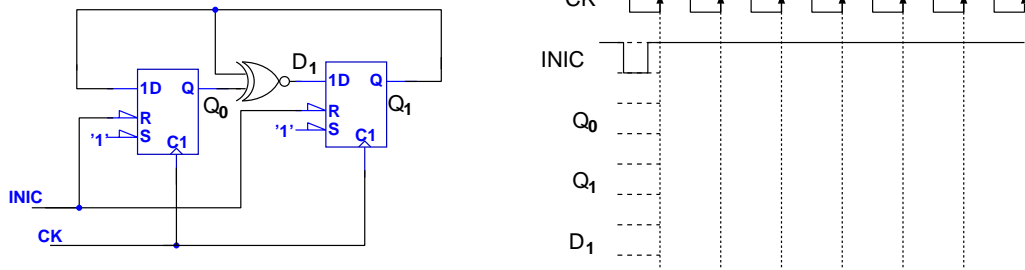 CK
INIC
Q0
Q1
D1
1D Q
R
'1' S
C1
Q0
D1
1D Q
R
'1' S
C1
Q1
INIC
CK